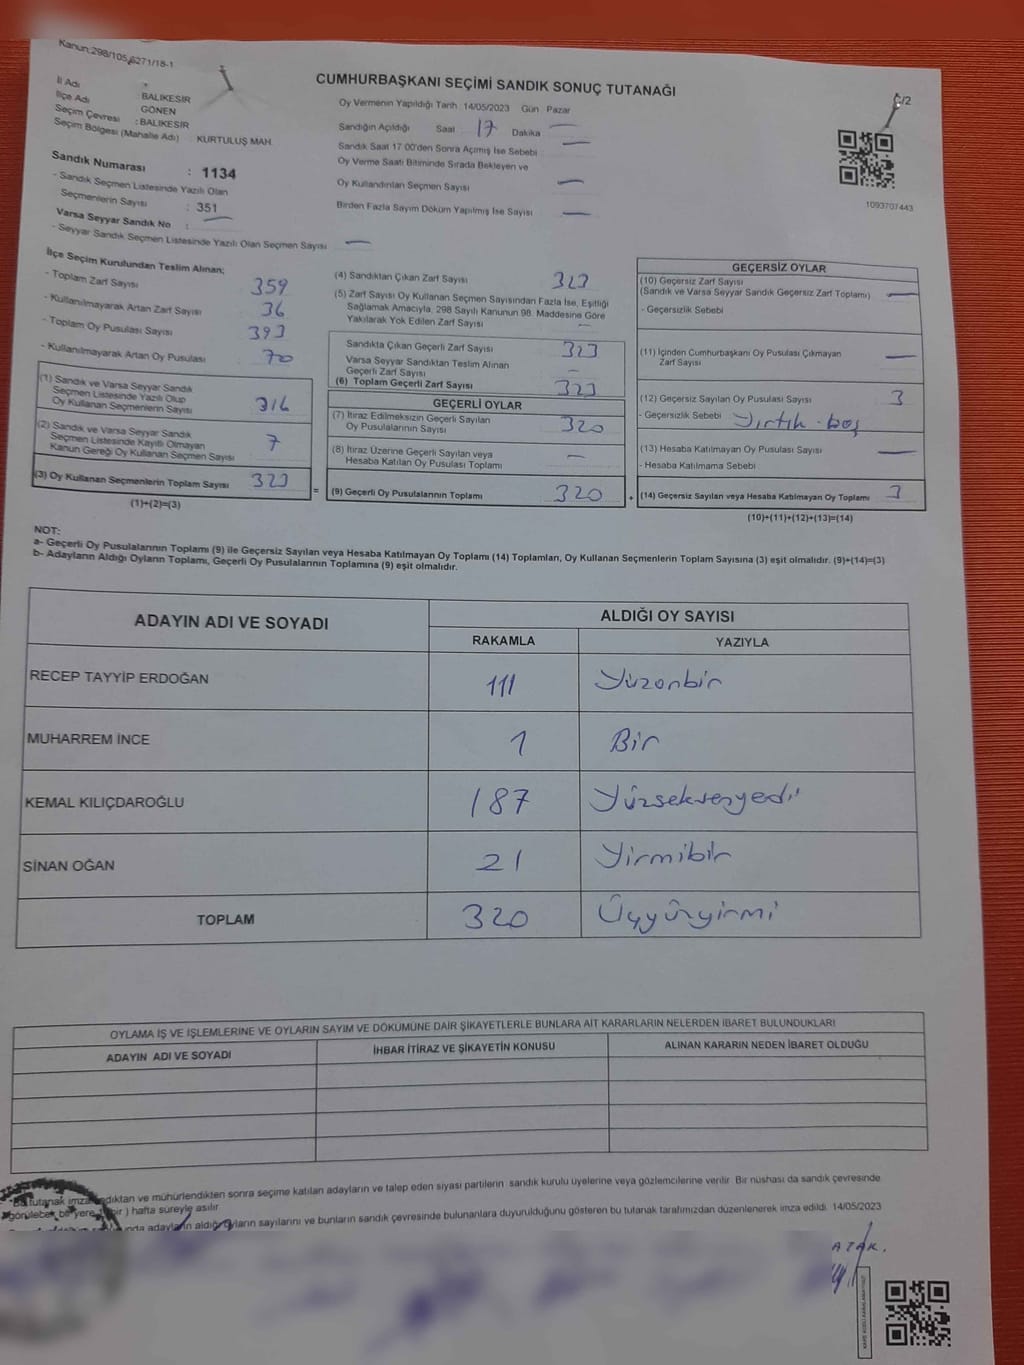 Kanun:298/105,6271/18-1
CUMHURBAŞKANI SEÇİMİ SANDIK SONUÇ TUTANAĞI
/2
İl Adı : BALIKESİR
İlçe Adı : GÖNEN
Seçim Çevresi : BALIKESİR
Seçim Bölgesi (Mahalle Adı) : KURTULUŞ MAH.
Sandık Numarası : 1134
- Sandık Seçmen Listesinde Yazılı Olan
Seçmenlerin Sayısı : 351
Varsa Seyyar Sandık No : —
- Seyyar Sandık Seçmen Listesinde Yazılı Olan Seçmen Sayısı —
Oy Vermenin Yapıldığı Tarih 14/05/2023 Gün Pazar
Sandığın Açıldığı Saat 17 Dakika —
Sandık Saat 17:00'den Sonra Açımış İse Sebebi —
Oy Verme Saati Bitiminde Sırada Bekleyen ve
Oy Kullandırılan Seçmen Sayısı —
Birden Fazla Sayım Döküm Yapılmış İse Sayısı —
1093707443
İlçe Seçim Kurulundan Teslim Alınan;
- Toplam Zarf Sayısı 359
- Kullanılmayarak Artan Zarf Sayısı 36
- Toplam Oy Pusulası Sayısı 393
- Kullanılmayarak Artan Oy Pusulası 70
(1) Sandık ve Varsa Seyyar Sandık
Seçmen Listesinde Yazılı Olup
Oy Kullanan Seçmenlerin Sayısı 316
(2) Sandık ve Varsa Seyyar Sandık
Seçmen Listesinde Kayıtlı Olmayan
Kanun Gereği Oy Kullanan Seçmen Sayısı 7
(3) Oy Kullanan Seçmenlerin Toplam Sayısı 323
(1)+(2)=(3)
(4) Sandıktan Çıkan Zarf Sayısı 323
(5) Zarf Sayısı Oy Kullanan Seçmen Sayısından Fazla İse, Eşitliği
Sağlamak Amacıyla, 298 Sayılı Kanunun 98. Maddesine Göre
Yakılarak Yok Edilen Zarf Sayısı —
Sandıkta Çıkan Geçerli Zarf Sayısı 323
Varsa Seyyar Sandıktan Teslim Alınan
Geçerli Zarf Sayısı —
(6) Toplam Geçerli Zarf Sayısı 323
GEÇERLİ OYLAR
(7) İtiraz Edilmeksizin Geçerli Sayılan
Oy Pusulalarının Sayısı 320
(8) İtiraz Üzerine Geçerli Sayılan veya
Hesaba Katılan Oy Pusulası Toplamı —
= (9) Geçerli Oy Pusulalarının Toplamı 320
GEÇERSİZ OYLAR
(10) Geçersiz Zarf Sayısı
(Sandık ve Varsa Seyyar Sandık Geçersiz Zarf Toplamı) —
- Geçersizlik Sebebi
(11) İçinden Cumhurbaşkanı Oy Pusulası Çıkmayan
Zarf Sayısı —
(12) Geçersiz Sayılan Oy Pusulası Sayısı 3
- Geçersizlik Sebebi Yırtık - boş
(13) Hesaba Katılmayan Oy Pusulası Sayısı —
- Hesaba Katılmama Sebebi
+ (14) Geçersiz Sayılan veya Hesaba Katılmayan Oy Toplamı 3
(10)+(11)+(12)+(13)=(14)
NOT:
a- Geçerli Oy Pusulalarının Toplamı (9) ile Geçersiz Sayılan veya Hesaba Katılmayan Oy Toplamı (14) Toplamları, Oy Kullanan Seçmenlerin Toplam Sayısına (3) eşit olmalıdır. (9)+(14)=(3)
b- Adayların Aldığı Oyların Toplamı, Geçerli Oy Pusulalarının Toplamına (9) eşit olmalıdır.
ADAYIN ADI VE SOYADI ALDIĞI OY SAYISI
RAKAMLA YAZIYLA
RECEP TAYYİP ERDOĞAN 111 Yüzonbir
MUHARREM İNCE 1 Bir
KEMAL KILIÇDAROĞLU 187 Yüzseksenyedi
SİNAN OĞAN 21 Yirmibir
TOPLAM 320 Üçyüzyirmi
OYLAMA İŞ VE İŞLEMLERİNE VE OYLARIN SAYIM VE DÖKÜMÜNE DAİR ŞİKAYETLERLE BUNLARA AİT KARARLARIN NELERDEN İBARET BULUNDUKLARI
ADAYIN ADI VE SOYADI İHBAR İTİRAZ VE ŞİKAYETİN KONUSU ALINAN KARARIN NEDEN İBARET OLDUĞU
Bu tutanak imzalandıktan ve mühürlendikten sonra seçime katılan adayların ve talep eden siyasi partilerin sandık kurulu üyelerine veya gözlemcilerine verilir. Bir nüshası da sandık çevresinde
görülebilecek bir yere (bir) hafta süreyle asılır.
adayların aldığı oyların sayılarını ve bunların sandık çevresinde bulunanlara duyurulduğunu gösteren bu tutanak tarafımızdan düzenlenerek imza edildi. 14/05/2023
ATAK.